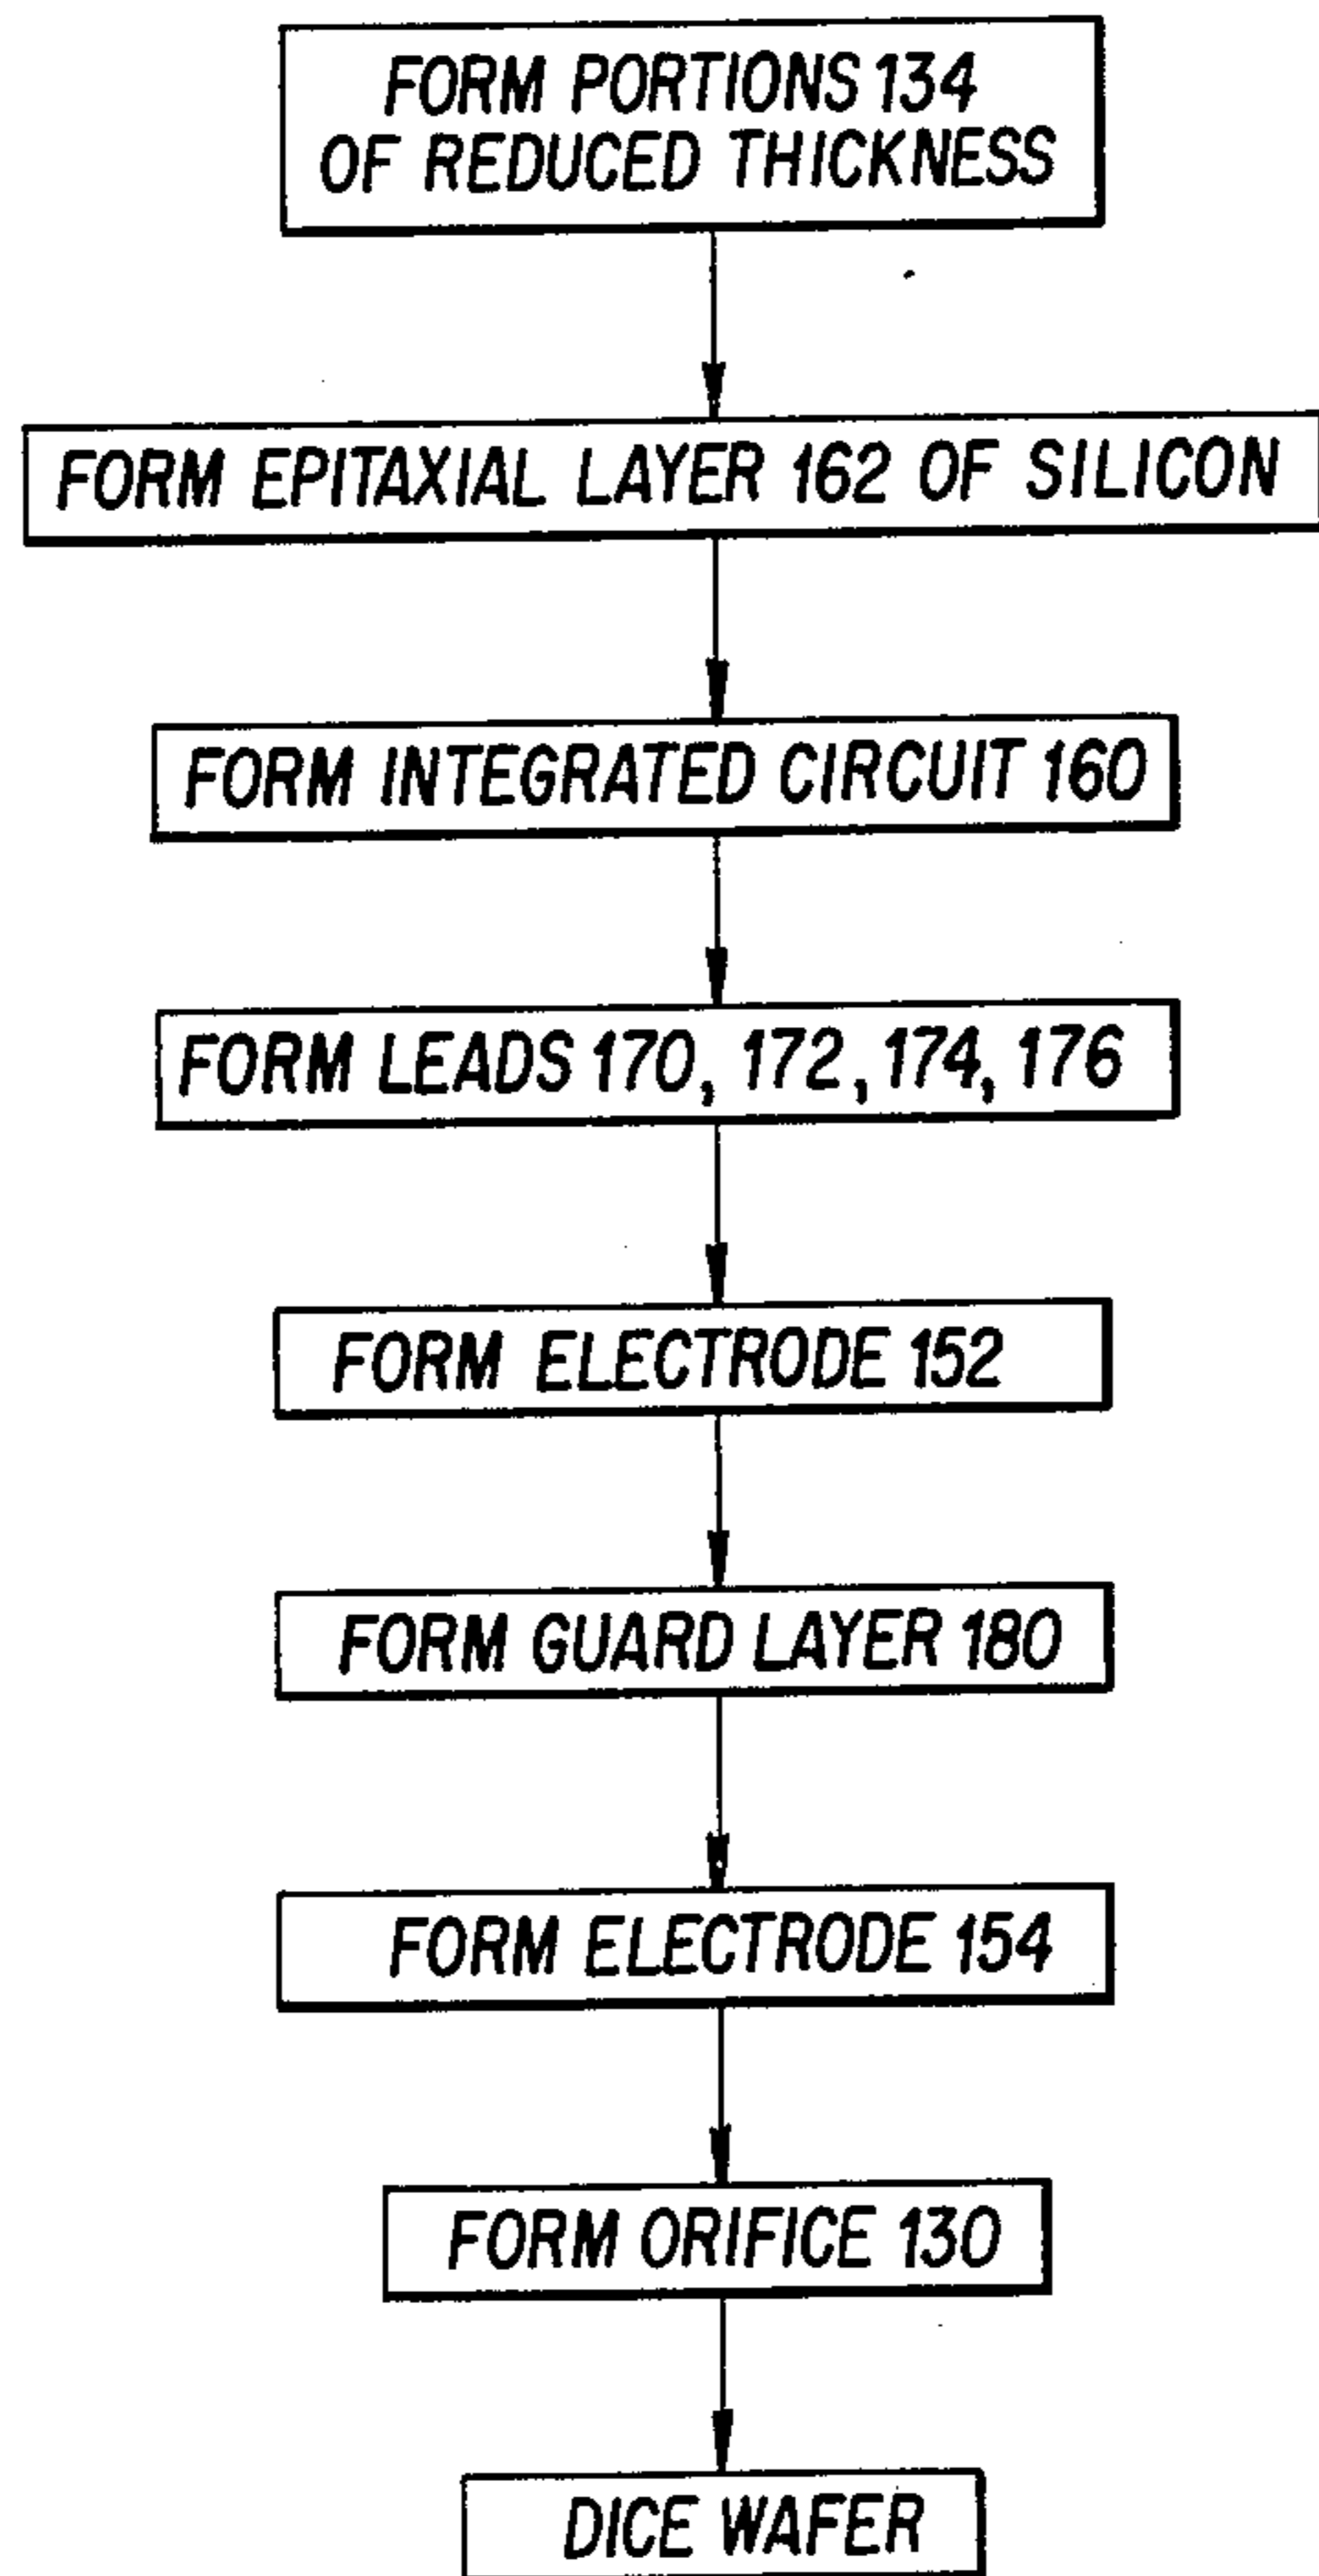 FORM PORTIONS 134
OF REDUCED THICKNESS
FORM EPITAXIAL LAYER 162 OF SILICON
FORM INTEGRATED CIRCUIT 160
FORM LEADS 170, 172, 174, 176
FORM ELECTRODE 152
FORM GUARD LAYER 180
FORM ELECTRODE 154
FORM ORIFICE 130
DICE WAFER